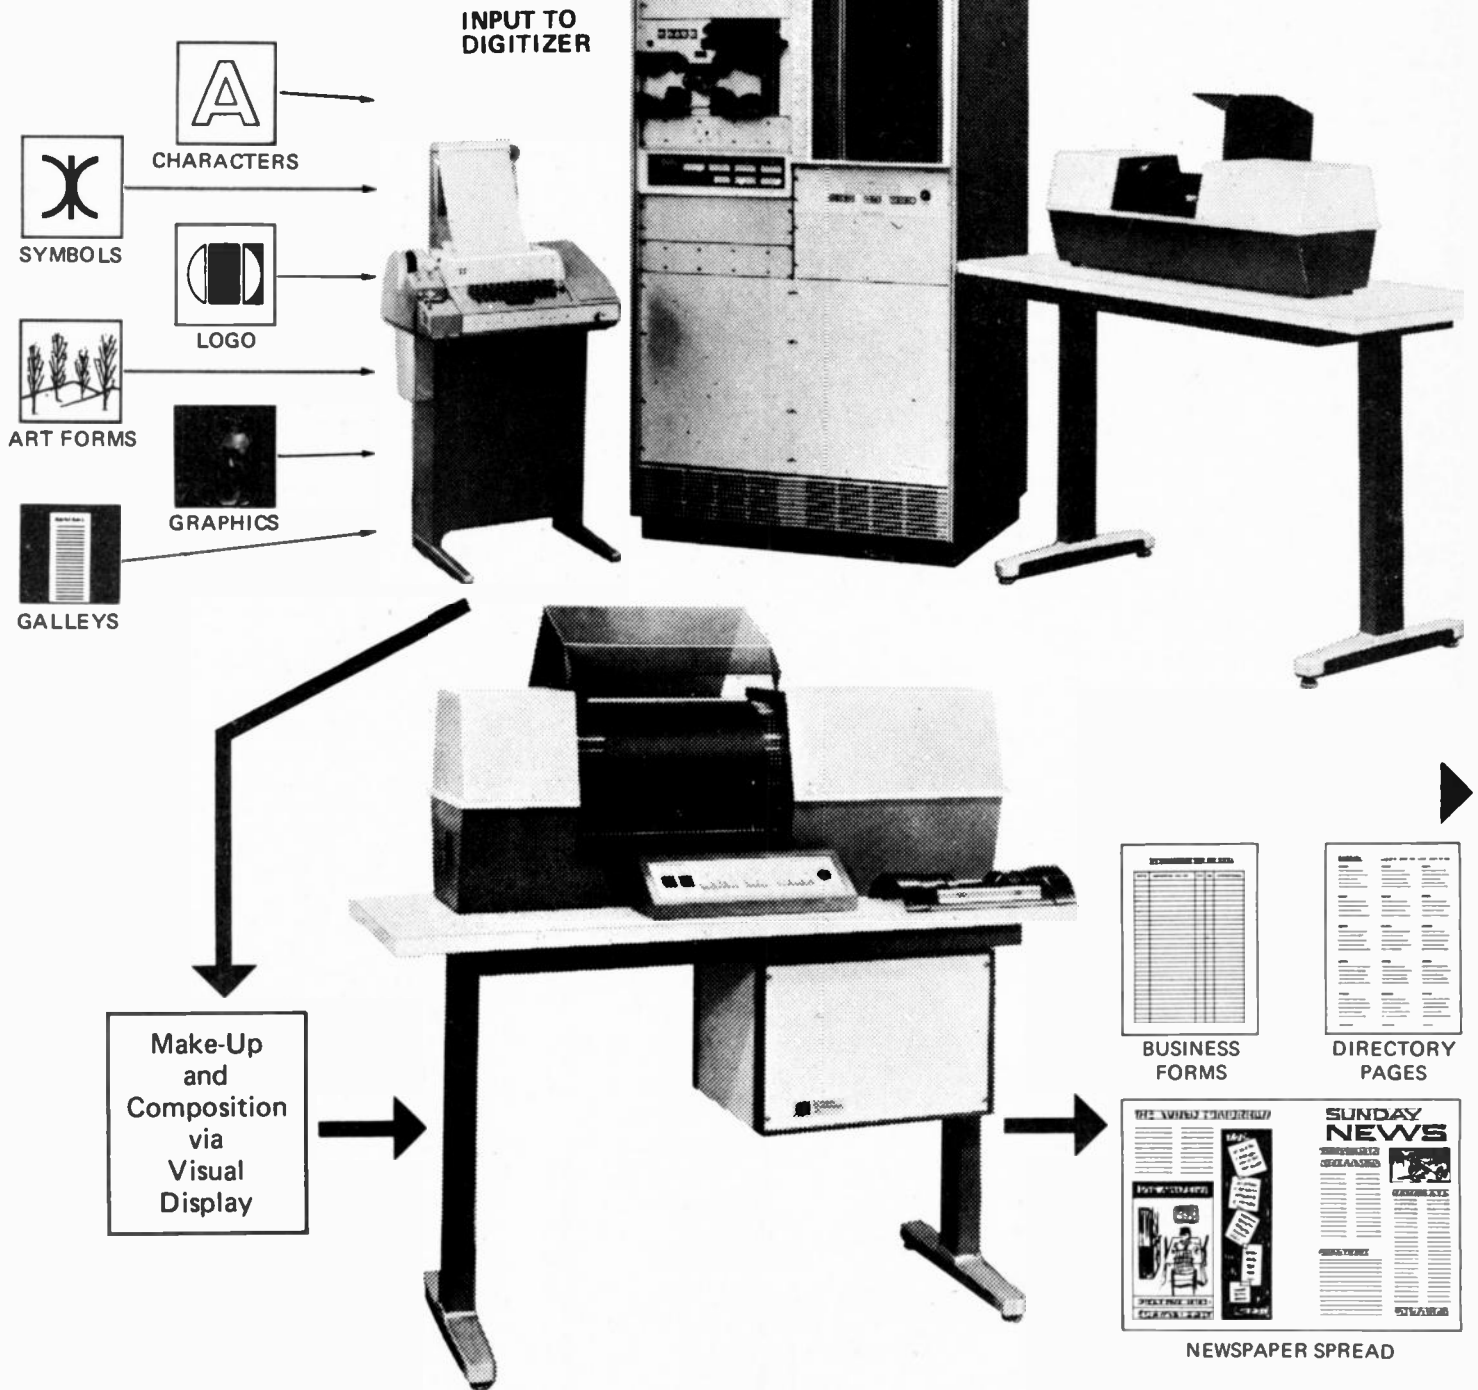 INPUT TO
DIGITIZER
A
CHARACTERS
SYMBOLS
LOGO
ART FORMS
GRAPHICS
GALLEYS
Make-Up
and
Composition
via
Visual
Display
BUSINESS
FORMS
DIRECTORY
PAGES
SUNDAY
NEWS
NEWSPAPER SPREAD